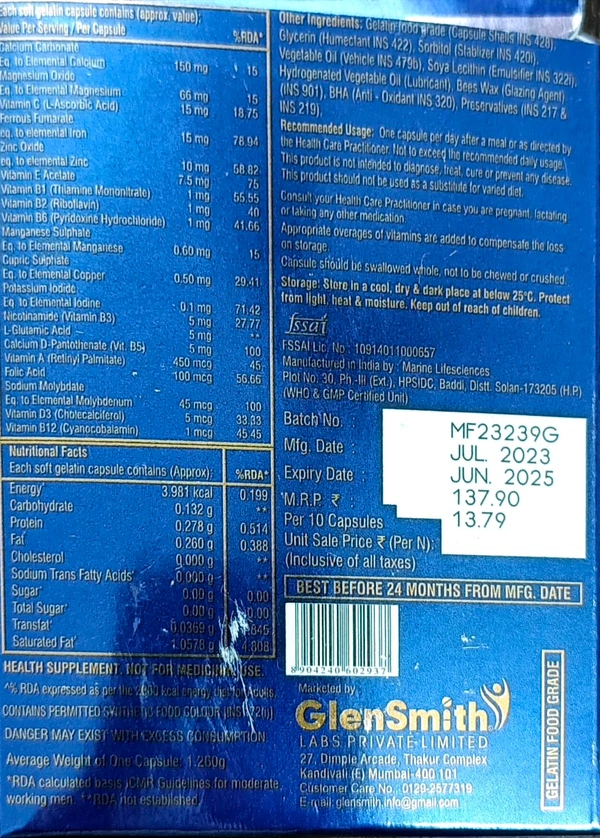 Each soft gelatin capsule contains (approx. value):
Value Per Serving / Per Capsule %RDA*
Calcium Carbonate
Eq. to Elemental Calcium 150 mg 15
Magnesium Oxide
Eq. to Elemental Magnesium 66 mg 15
Vitamin C (L-Ascorbic Acid) 15 mg 18.75
Ferrous Fumarate
eq. to elemental Iron 15 mg 78.94
Zinc Oxide
eq. to elemental Zinc 10 mg 58.82
Vitamin E Acetate 7.5 mg 75
Vitamin B1 (Thiamine Mononitrate) 1 mg 55.55
Vitamin B2 (Riboflavin) 1 mg 40
Vitamin B6 (Pyridoxine Hydrochloride) 1 mg 41.66
Manganese Sulphate
Eq. to Elemental Manganese 0.60 mg 15
Cupric Sulphate
Eq. to Elemental Copper 0.50 mg 29.41
Potassium Iodide
Eq. to Elemental Iodine 0.1 mg 71.42
Nicotinamide (Vitamin B3) 5 mg 27.77
L-Glutamic Acid 5 mg **
Calcium D-Pantothenate (Vit. B5) 5 mg 100
Vitamin A (Retinyl Palmitate) 450 mcg 45
Folic Acid 100 mcg 56.66
Sodium Molybdate
Eq. to Elemental Molybdenum 45 mcg 100
Vitamin D3 (Cholecalciferol) 5 mcg 33.33
Vitamin B12 (Cyanocobalamin) 1 mcg 45.45
Nutritional Facts
Each soft gelatin capsule contains (Approx): %RDA*
Energy 3.981 kcal 0.199
Carbohydrate 0.132 g **
Protein 0.278 g 0.514
Fat 0.260 g 0.388
Cholesterol 0.000 g **
Sodium Trans Fatty Acids 0.000 g **
Sugar 0.00 g 0.00
Total Sugar 0.00 g 0.00
Transfat 0.0369 g
Saturated Fat 1.0578 g 4.808
HEALTH SUPPLEMENT. NOT FOR MEDICINAL USE.
^% RDA expressed as per the 2000 kcal energy diet for Adults.
CONTAINS PERMITTED SYNTHETIC FOOD COLOUR
DANGER MAY EXIST WITH EXCESS CONSUMPTION
Average Weight of One Capsule: 1.260g
*RDA calculated basis ICMR Guidelines for moderate
working men. **RDA not established.
Other Ingredients: Gelatin food grade (Capsule Shells INS 428),
Glycerin (Humectant INS 422), Sorbitol (Stablizer INS 420i),
Vegetable Oil (Vehicle INS 479b), Soya Lecithin (Emulsifier INS 322i),
Hydrogenated Vegetable Oil (Lubricant), Bees Wax (Glazing Agent)
(INS 901), BHA (Anti - Oxidant INS 320), Preservatives (INS 217 &
INS 219).
Recommended Usage: One capsule per day after a meal or as directed by
the Health Care Practitioner. Not to exceed the recommended daily usage.
This product is not intended to diagnose, treat, cure or prevent any disease.
This product should not be used as a substitute for varied diet.
Consult your Health Care Practitioner in case you are pregnant, lactating
or taking any other medication.
Appropriate overages of vitamins are added to compensate the loss
on storage.
Capsule should be swallowed whole, not to be chewed or crushed.
Storage: Store in a cool, dry & dark place at below 25°C. Protect
from light, heat & moisture. Keep out of reach of children.
fssai
FSSAI Lic. No.: 10914011000657
Manufactured in India by : Marine Lifesciences
Plot No. 30, Ph.-III (Ext.), HPSIDC, Baddi, Distt. Solan-173205 (H.P.)
(WHO & GMP Certified Unit)
Batch No. : MF23239G
Mfg. Date : JUL. 2023
Expiry Date : JUN. 2025
M.R.P. ₹ 137.90
Per 10 Capsules 13.79
Unit Sale Price ₹ (Per N):
(Inclusive of all taxes)
BEST BEFORE 24 MONTHS FROM MFG. DATE
8 904240 602937
Marketed by
GlenSmith
LABS PRIVATE LIMITED
27, Dimple Arcade, Thakur Complex
Kandivali (E) Mumbai-400 101
Customer Care No.: 0129-2577319
E-mail: glensmith.info@gmail.com
GELATIN FOOD GRADE